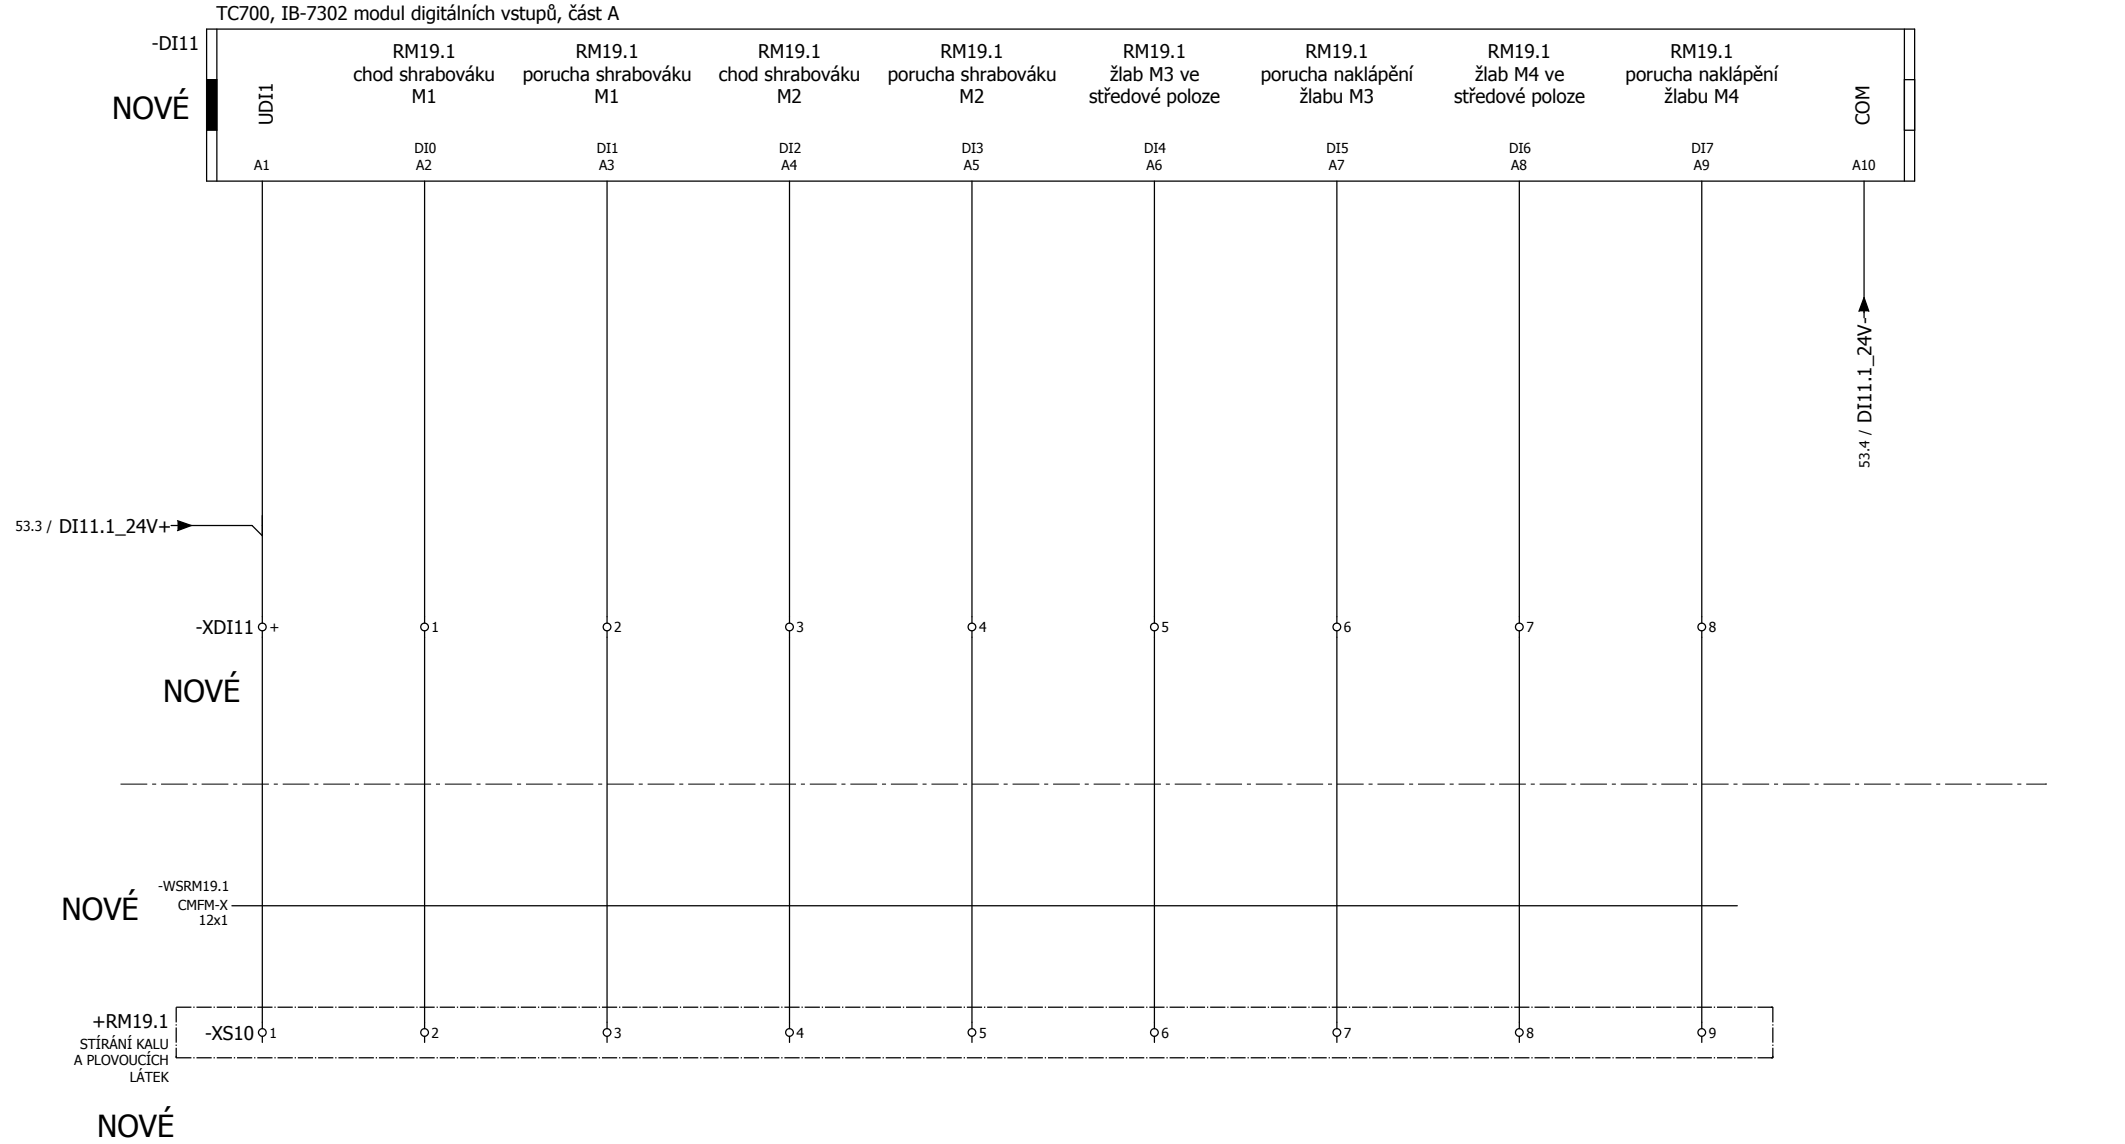 TC700, IB-7302 modul digitálních vstupů, část A
-DI11
NOVÉ
UDI1
RM19.1
chod shrabováku
M1
RM19.1
porucha shrabováku
M1
RM19.1
chod shrabováku
M2
RM19.1
porucha shrabováku
M2
RM19.1
žlab M3 ve
středové poloze
RM19.1
porucha naklápění
žlabu M3
RM19.1
žlab M4 ve
středové poloze
RM19.1
porucha naklápění
žlabu M4
COM
A1
DI0
A2
DI1
A3
DI2
A4
DI3
A5
DI4
A6
DI5
A7
DI6
A8
DI7
A9
A10
53.4 / DI11.1_24V-
53.3 / DI11.1_24V+
-XDI11 + 1 2 3 4 5 6 7 8
NOVÉ
NOVÉ
-WSRM19.1
CMFM-X
12x1
+RM19.1
STÍRÁNÍ KALU
A PLOVOUCÍCH
LÁTEK
-XS10 1 2 3 4 5 6 7 8 9
NOVÉ